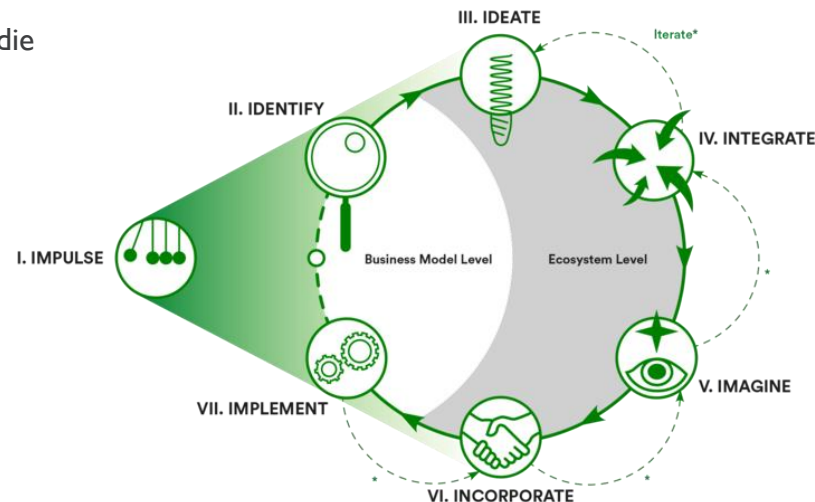 die
III. IDEATE
Iterate*
II. IDENTIFY
IV. INTEGRATE
I. IMPULSE
Business Model Level
Ecosystem Level
*
V. IMAGINE
VII. IMPLEMENT
*
*
VI. INCORPORATE